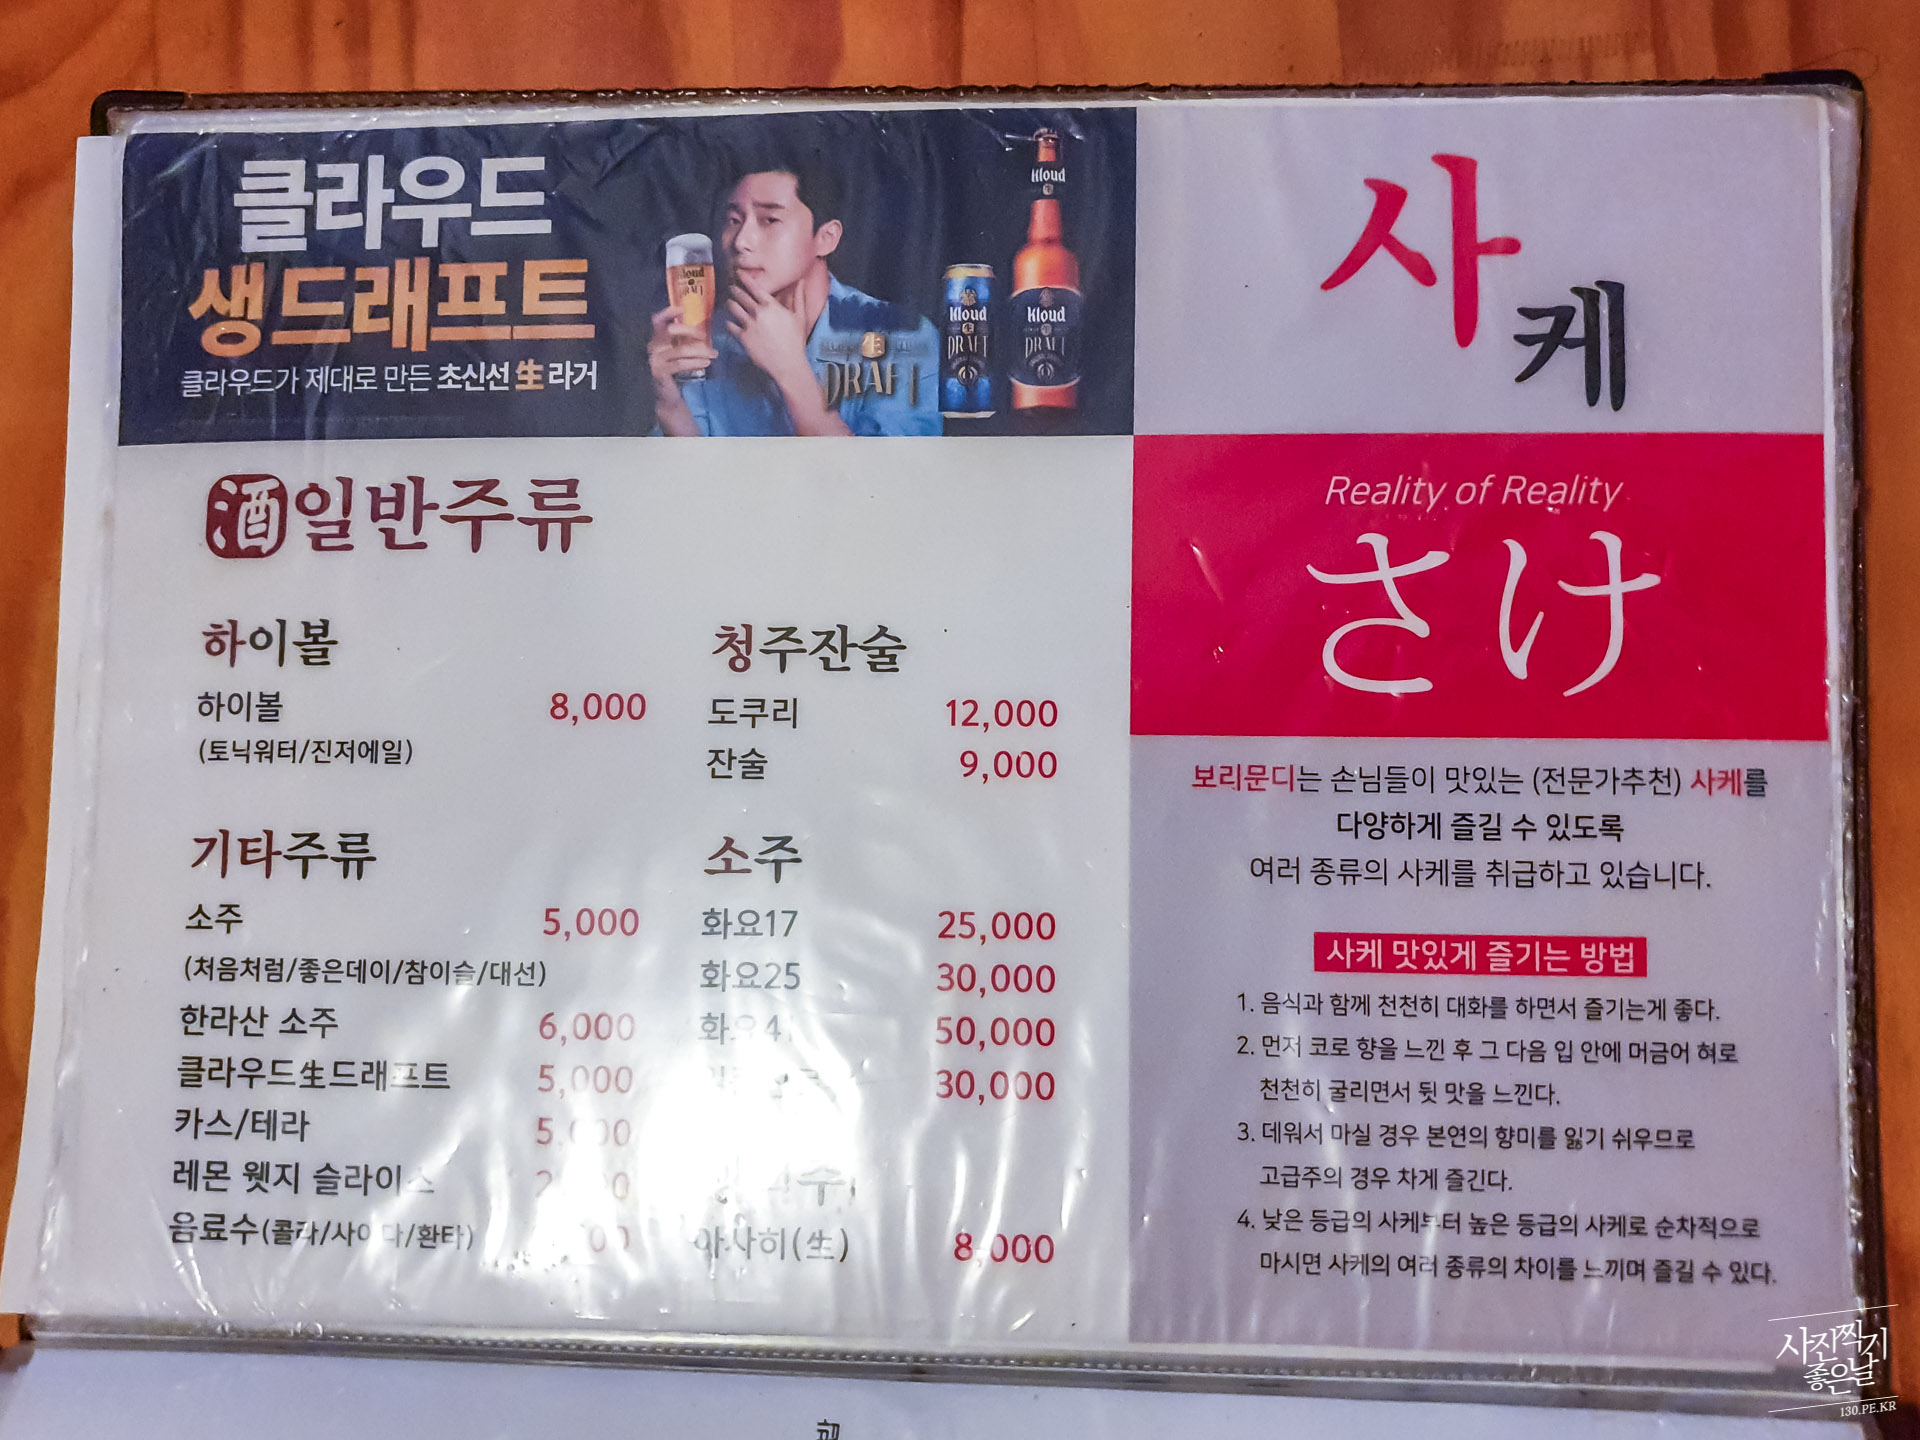 클라우드
생드래프트
클라우드가 제대로 만든 초신선 生 라거
Kloud
Kloud
生
DRAFT
Kloud
生
DRAFT
生
DRAFT
酒 일반주류
하이볼
하이볼 8,000
(토닉워터/진저에일)
기타주류
소주 5,000
(처음처럼/좋은데이/참이슬/대선)
한라산 소주 6,000
클라우드生드래프트 5,000
카스/테라 5,000
레몬 웻지 슬라이스
음료수(콜라/사이다/환타)
청주잔술
도쿠리 12,000
잔술 9,000
소주
화요17 25,000
화요25 30,000
화요41 50,000
30,000
아사히(生) 8,000
사케
Reality of Reality
さけ
보리문디는 손님들이 맛있는 (전문가추천) 사케를
다양하게 즐길 수 있도록
여러 종류의 사케를 취급하고 있습니다.
사케 맛있게 즐기는 방법
1. 음식과 함께 천천히 대화를 하면서 즐기는게 좋다.
2. 먼저 코로 향을 느낀 후 그 다음 입 안에 머금어 혀로
천천히 굴리면서 뒷 맛을 느낀다.
3. 데워서 마실 경우 본연의 향미를 잃기 쉬우므로
고급주의 경우 차게 즐긴다.
4. 낮은 등급의 사케부터 높은 등급의 사케로 순차적으로
마시면 사케의 여러 종류의 차이를 느끼며 즐길 수 있다.
사진찍기
좋은날
130.PE.KR